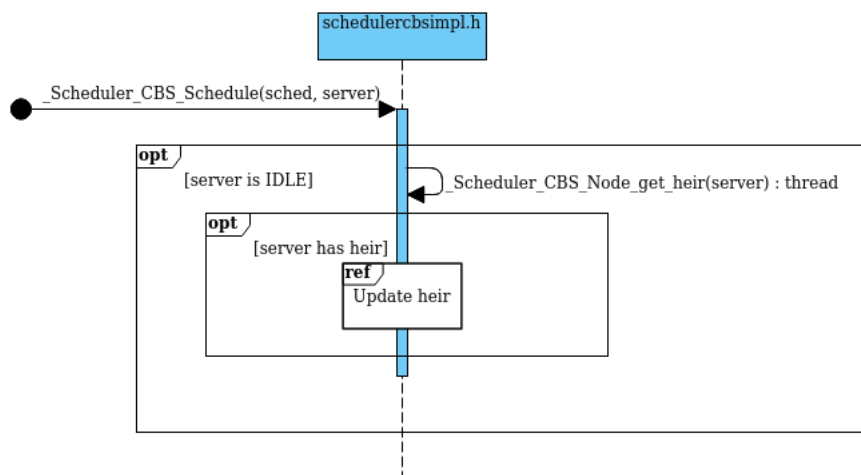 schedulercbsimpl.h
_Scheduler_CBS_Schedule(sched, server)
opt
[server is IDLE]
_Scheduler_CBS_Node_get_heir(server) : thread
opt
[server has heir]
ref
Update heir